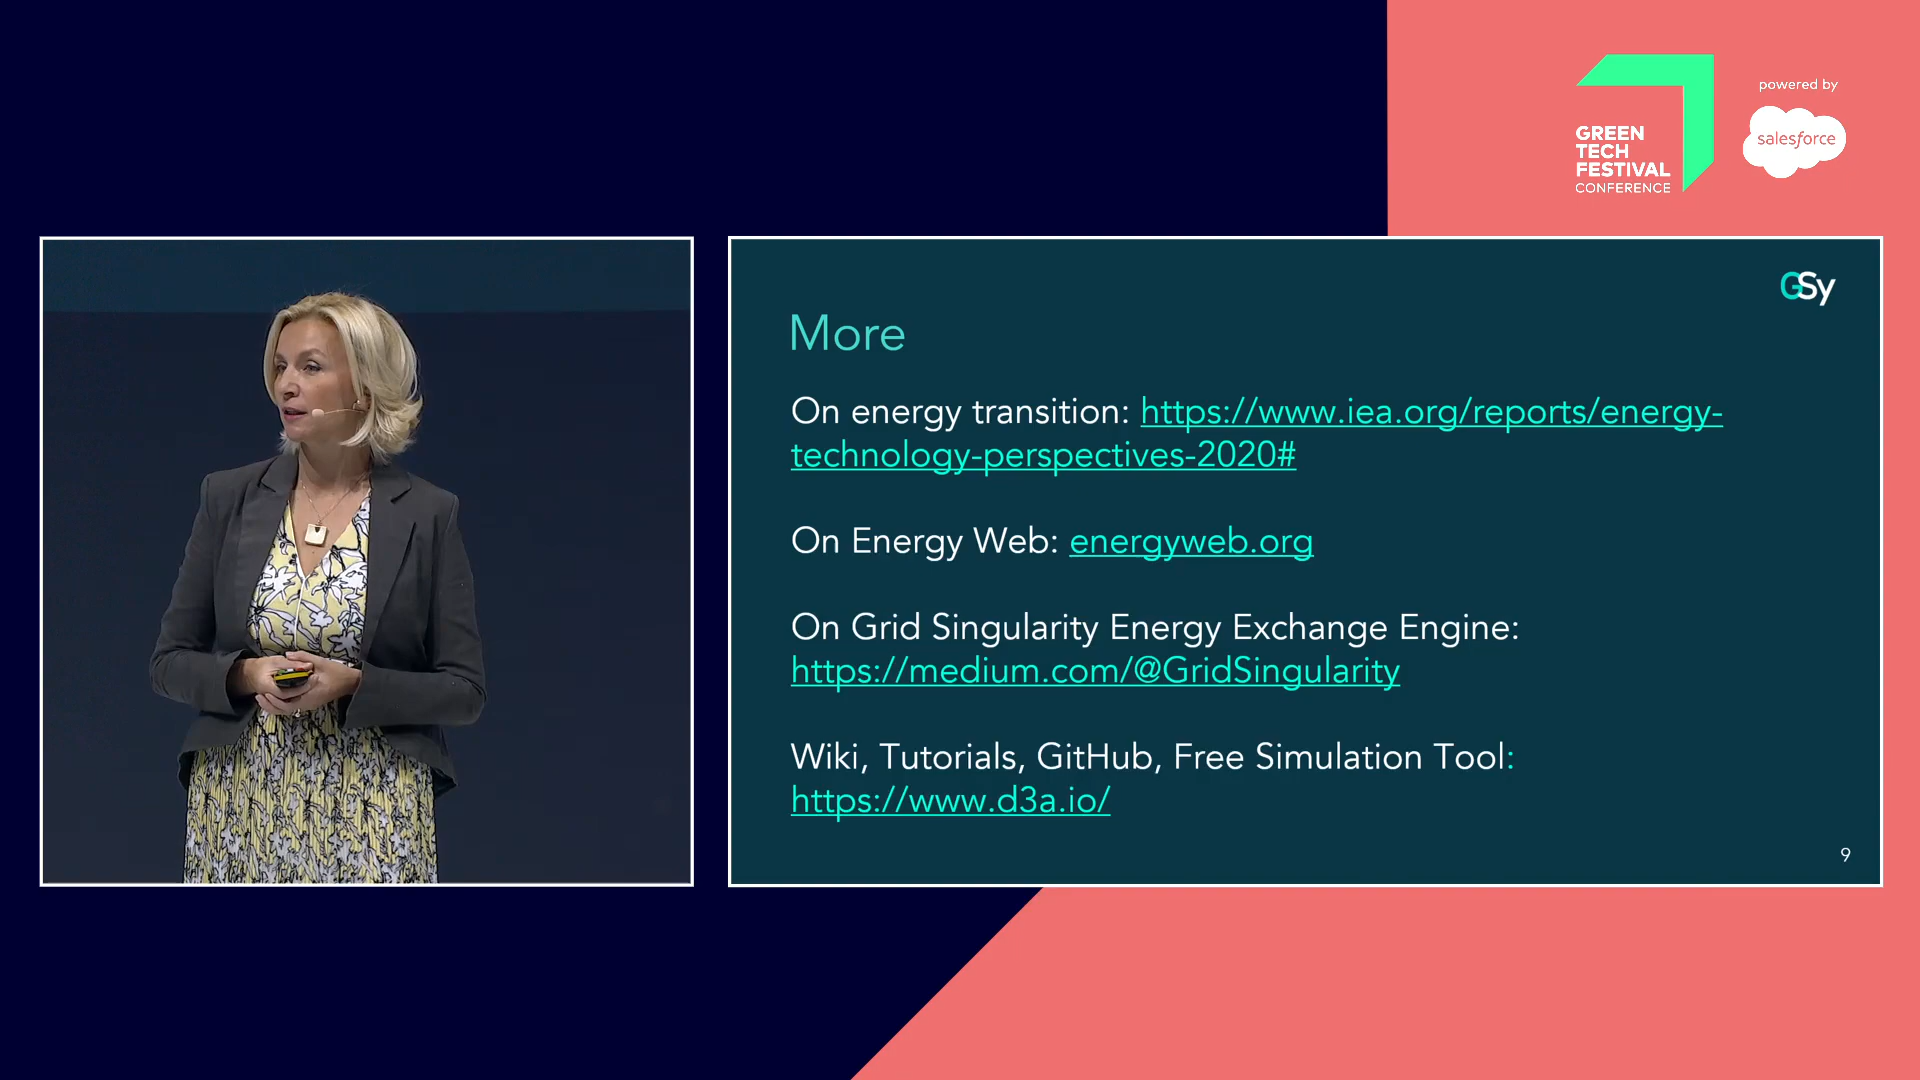 powered by
salesforce
GREEN
TECH
FESTIVAL
CONFERENCE
GSy
More
On energy transition: https://www.iea.org/reports/energy-
technology-perspectives-2020#
On Energy Web: energyweb.org
On Grid Singularity Energy Exchange Engine:
https://medium.com/@GridSingularity
Wiki, Tutorials, GitHub, Free Simulation Tool:
https://www.d3a.io/
9